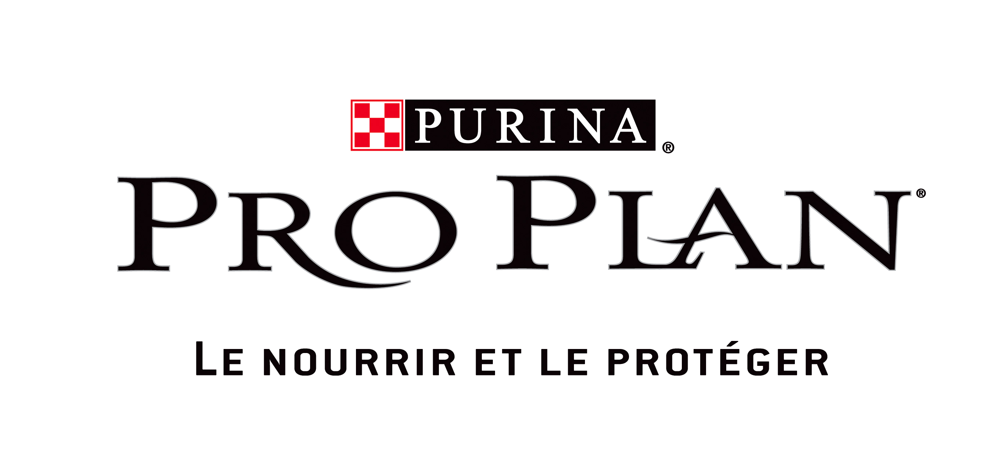 PURINA®
PRO PLAN®
LE NOURRIR ET LE PROTÉGER